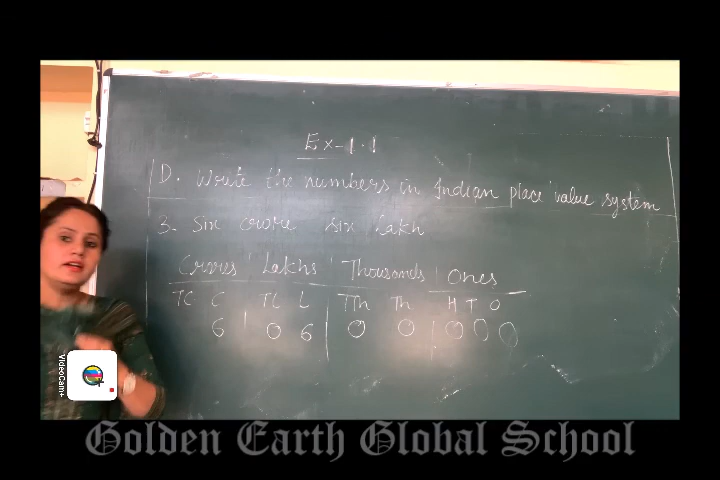 Ex-1.1
D. Write the numbers in Indian place value system
3. Six crore six lakh
Crores Lakhs Thousands Ones
TC C TL L TTh Th H T O
6 0 6 0 0 0 0 0
VideoCam+
Golden Earth Global School